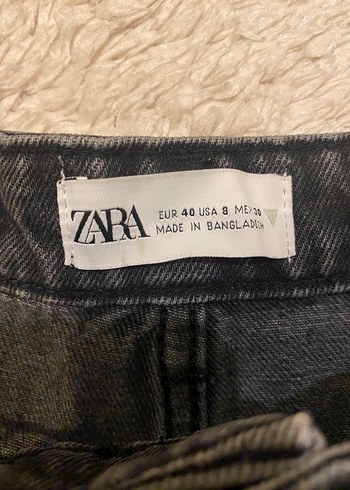 ZARA
EUR 40 USA 8 MEX 30
MADE IN BANGLADESH